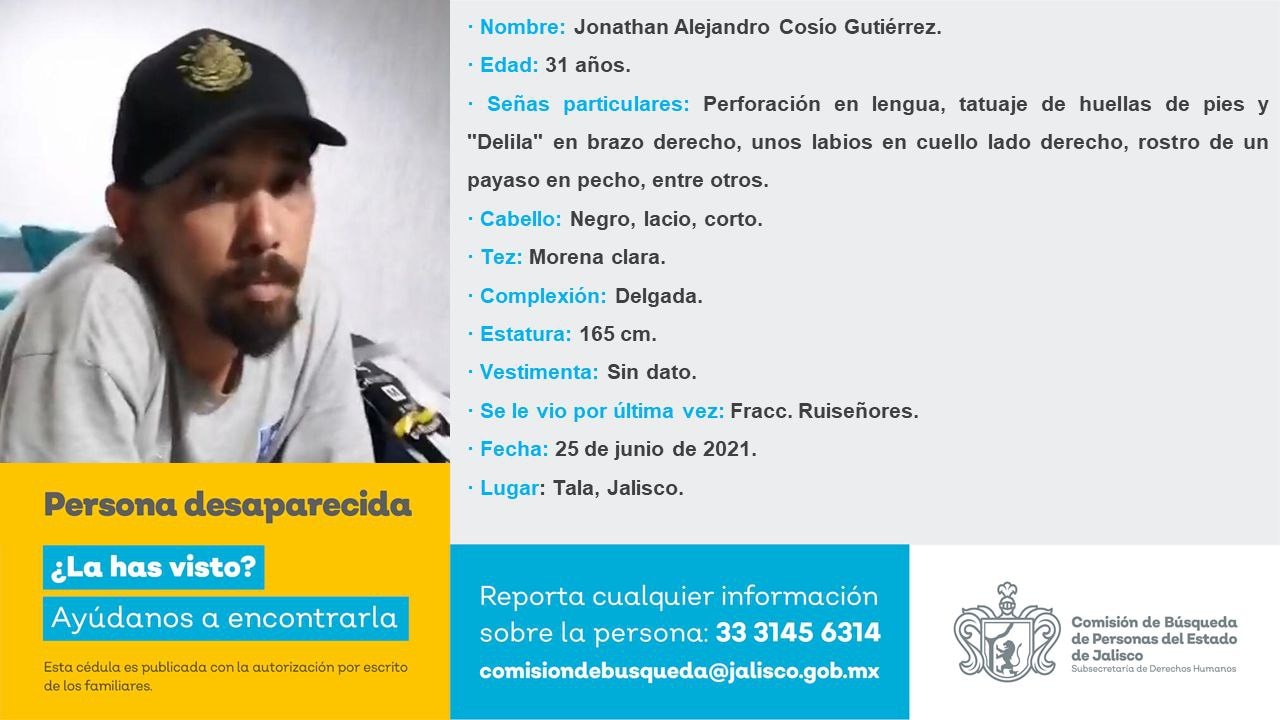 · Nombre: Jonathan Alejandro Cosío Gutiérrez.
· Edad: 31 años.
· Señas particulares: Perforación en lengua, tatuaje de huellas de pies y
"Delila" en brazo derecho, unos labios en cuello lado derecho, rostro de un
payaso en pecho, entre otros.
· Cabello: Negro, lacio, corto.
· Tez: Morena clara.
· Complexión: Delgada.
· Estatura: 165 cm.
· Vestimenta: Sin dato.
· Se le vio por última vez: Fracc. Ruiseñores.
· Fecha: 25 de junio de 2021.
· Lugar: Tala, Jalisco.
Persona desaparecida
¿La has visto?
Ayúdanos a encontrarla
Esta cédula es publicada con la autorización por escrito
de los familiares.
Reporta cualquier información
sobre la persona: 33 3145 6314
comisiondebusqueda@jalisco.gob.mx
Comisión de Búsqueda
de Personas del Estado
de Jalisco
Subsecretaría de Derechos Humanos